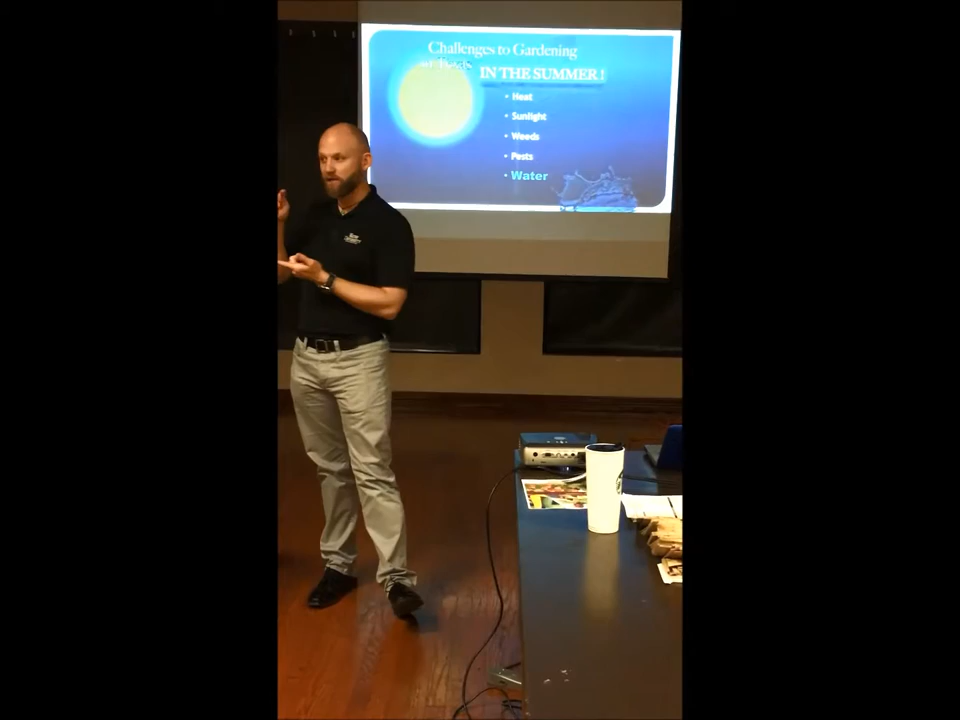 Challenges to Gardening
IN THE SUMMER!
• Heat
• Sunlight
• Weeds
• Pests
• Water